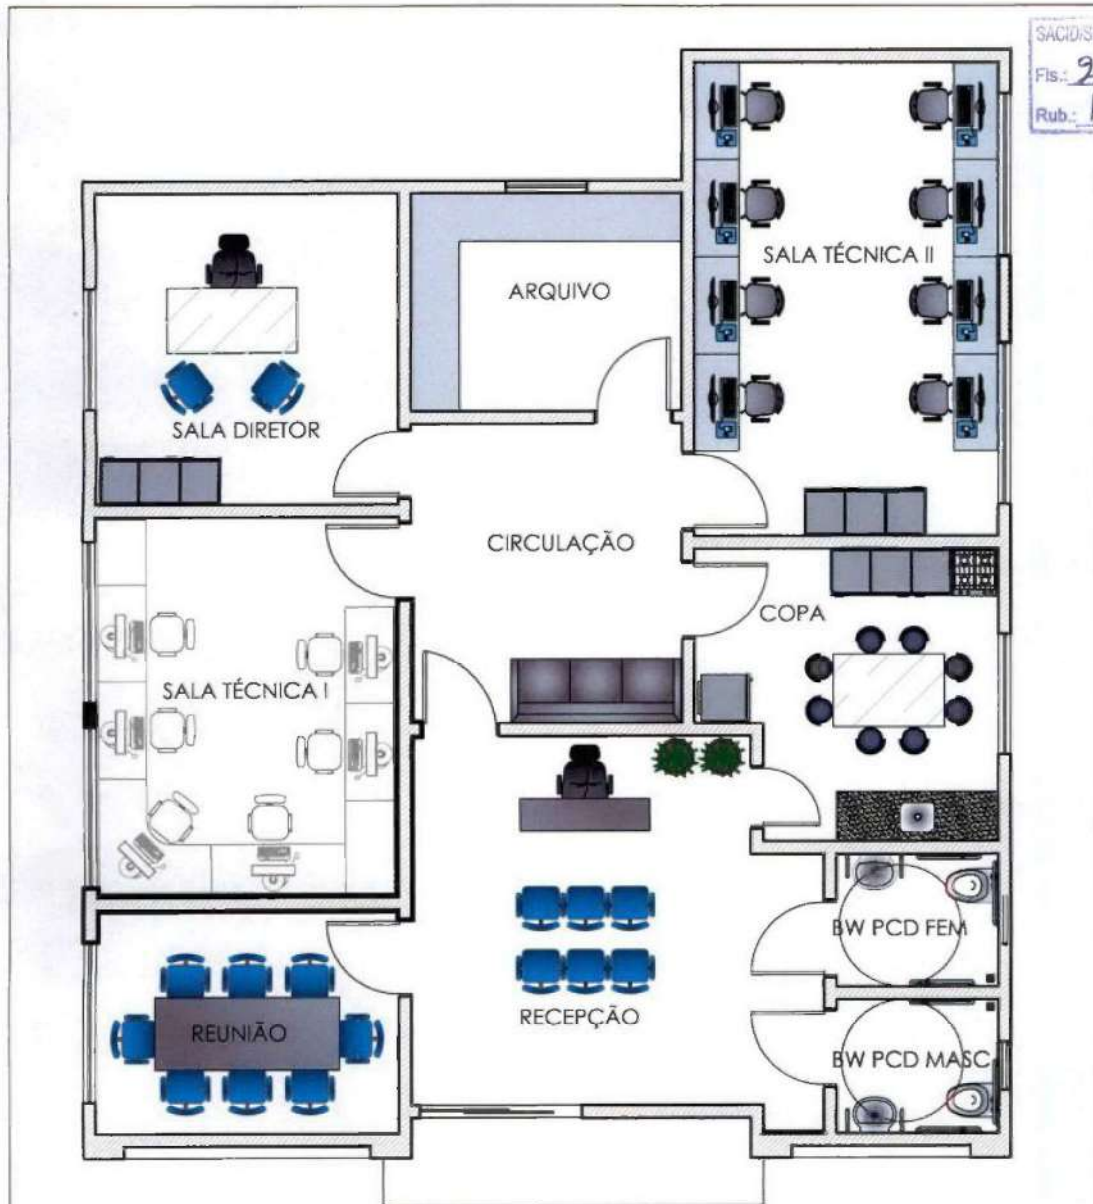 SACID/S
Fls.: 2
Rub.:
SALA TÉCNICA II
ARQUIVO
SALA DIRETOR
CIRCULAÇÃO
COPA
SALA TÉCNICA I
BW PCD FEM
RECEPÇÃO
REUNIÃO
BW PCD MASC